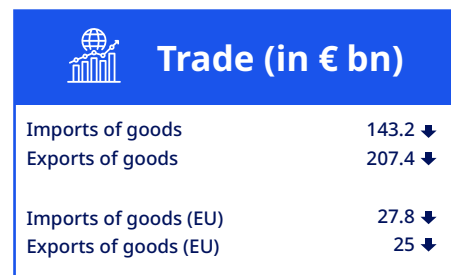 Trade (in € bn)
Imports of goods 143.2
Exports of goods 207.4
Imports of goods (EU) 27.8
Exports of goods (EU) 25